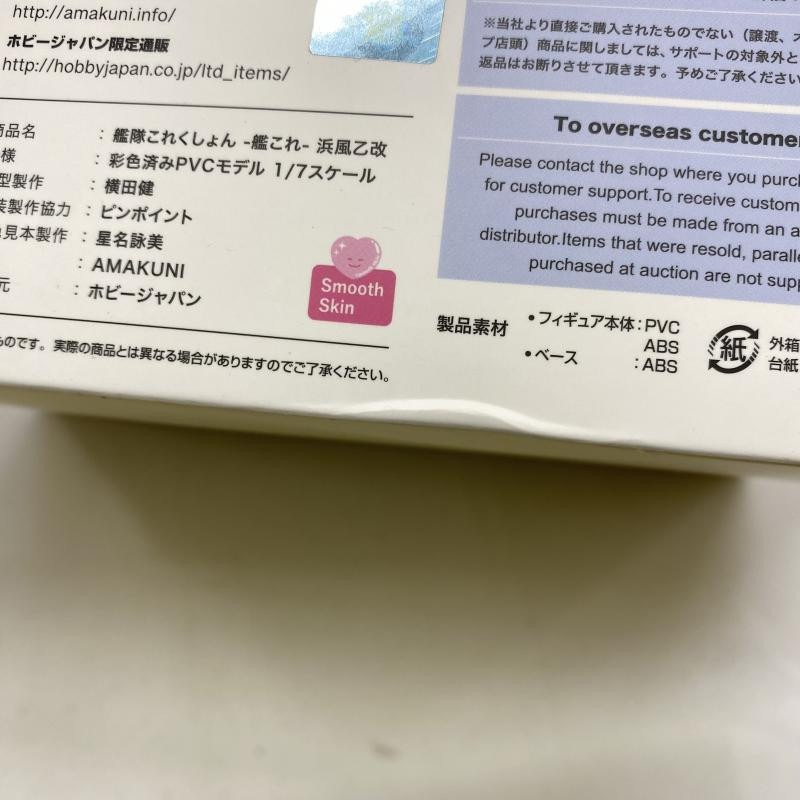 http://amakuni.info/
ホビージャパン限定通販
http://hobbyjapan.co.jp/ltd_items/
商品名 : 艦隊これくしょん -艦これ- 浜風乙改
様 : 彩色済みPVCモデル 1/7スケール
型製作 : 横田健
装製作協力 : ピンポイント
見本製作 : 星名詠美
: AMAKUNI
元 : ホビージャパン
Smooth
Skin
ものです。実際の商品とは異なる場合がありますのでご了承ください。
※当社より直接ご購入されたものでない（譲渡、オ
プ店頭）商品に関しましては、サポートの対象外と
返品はお断りさせて頂きます。予めご了承ください
To overseas customer
Please contact the shop where you purch
for customer support.To receive custom
purchases must be made from an a
distributor.Items that were resold, paralle
purchased at auction are not supp
製品素材 •フィギュア本体:PVC
ABS
•ベース :ABS
紙
外箱
台紙